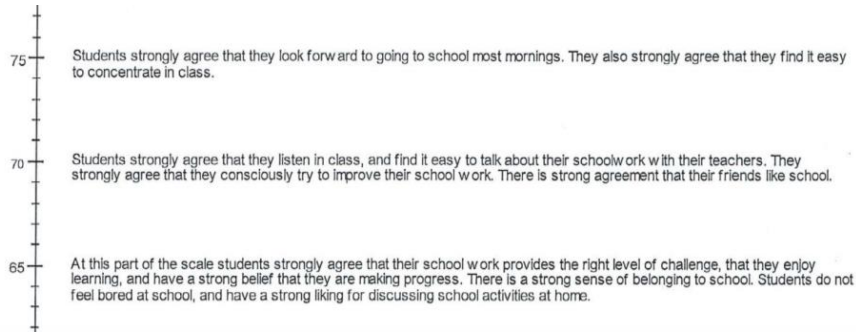 75
Students strongly agree that they look forward to going to school most mornings. They also strongly agree that they find it easy
to concentrate in class.
70
Students strongly agree that they listen in class, and find it easy to talk about their schoolwork with their teachers. They
strongly agree that they consciously try to improve their school work. There is strong agreement that their friends like school.
65
At this part of the scale students strongly agree that their school work provides the right level of challenge, that they enjoy
learning, and have a strong belief that they are making progress. There is a strong sense of belonging to school. Students do not
feel bored at school, and have a strong liking for discussing school activities at home.